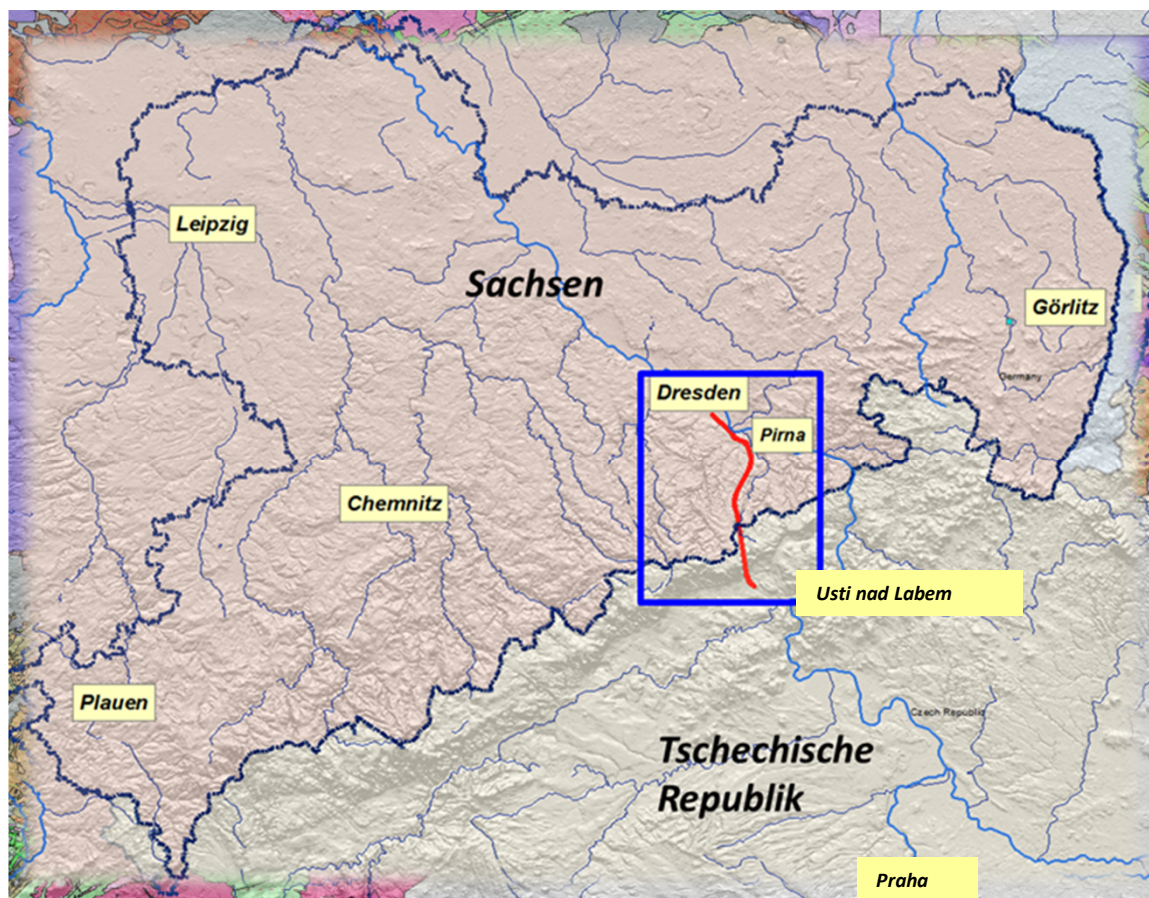 Leipzig
Sachsen
Görlitz
Germany
Dresden
Pirna
Chemnitz
Usti nad Labem
Plauen
Czech Republic
Tschechische
Republik
Praha